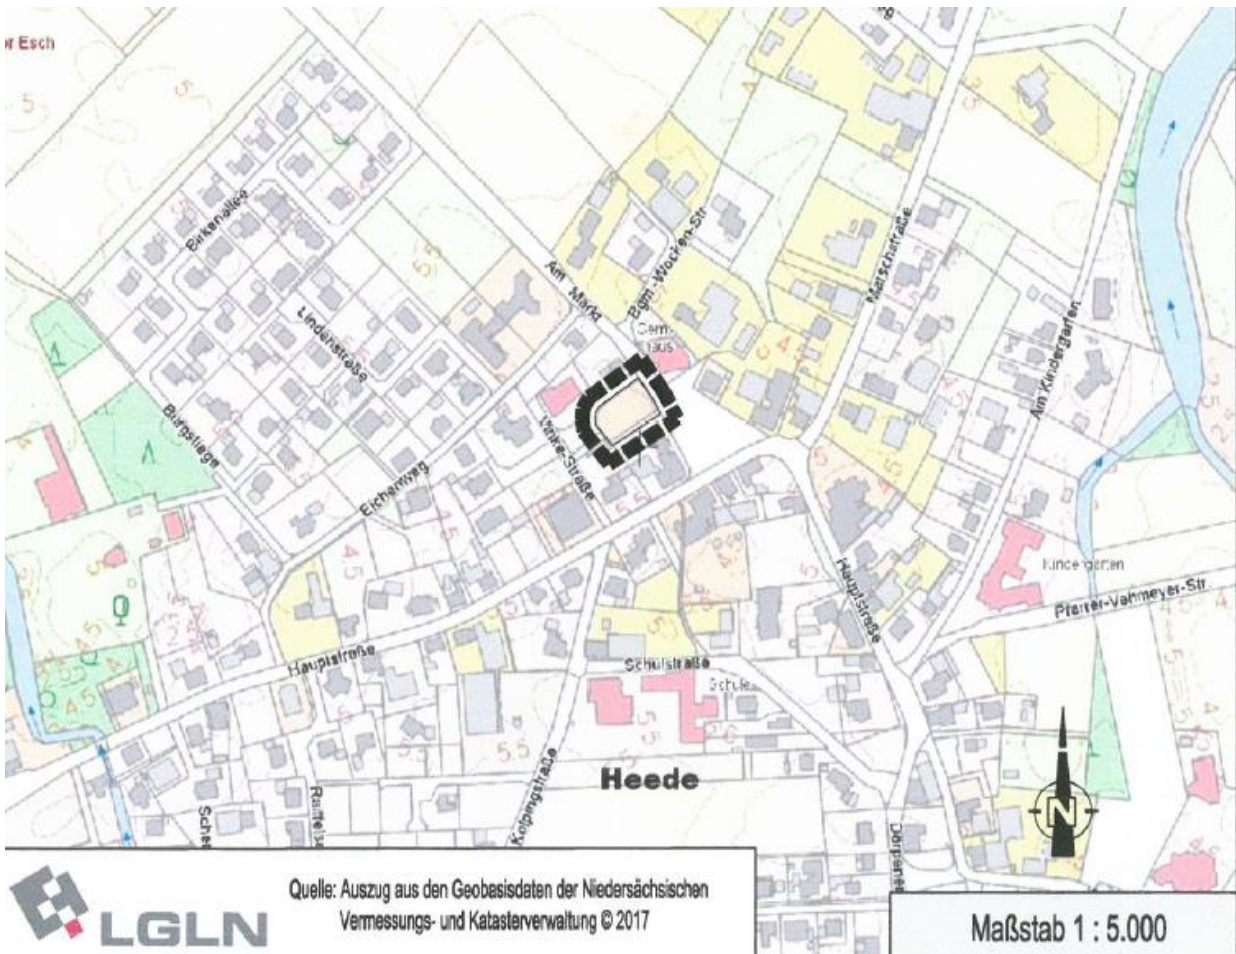 Esch
Birkenallee
Lindenstraße
Burgstiege
Eichenweg
Am Markt
Bgm.-Wocken-Str
Gem
haus
Marschstraße
Am Kindergarten
Kindergarten
Pfarrer-Vehmeyer-Str.
Hauptstraße
Hauptstraße
Schulstraße
Schule
Kolpingstraße
Heede
N
LGLN
Quelle: Auszug aus den Geobasisdaten der Niedersächsischen
Vermessungs- und Katasterverwaltung © 2017
Maßstab 1 : 5.000